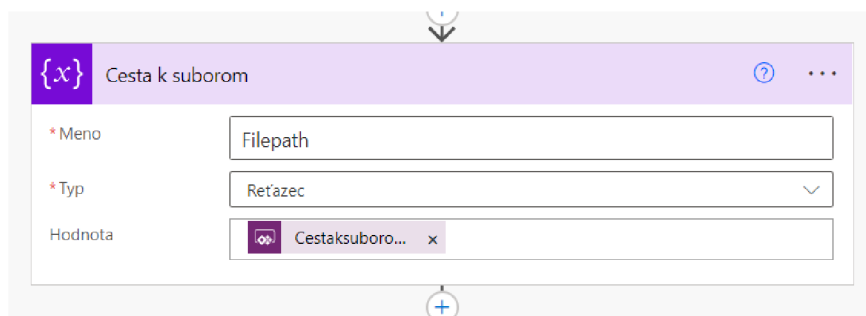 {x} Cesta k suborom ? ...
* Meno Filepath
* Typ Reťazec
Hodnota Cestaksuboro... ×